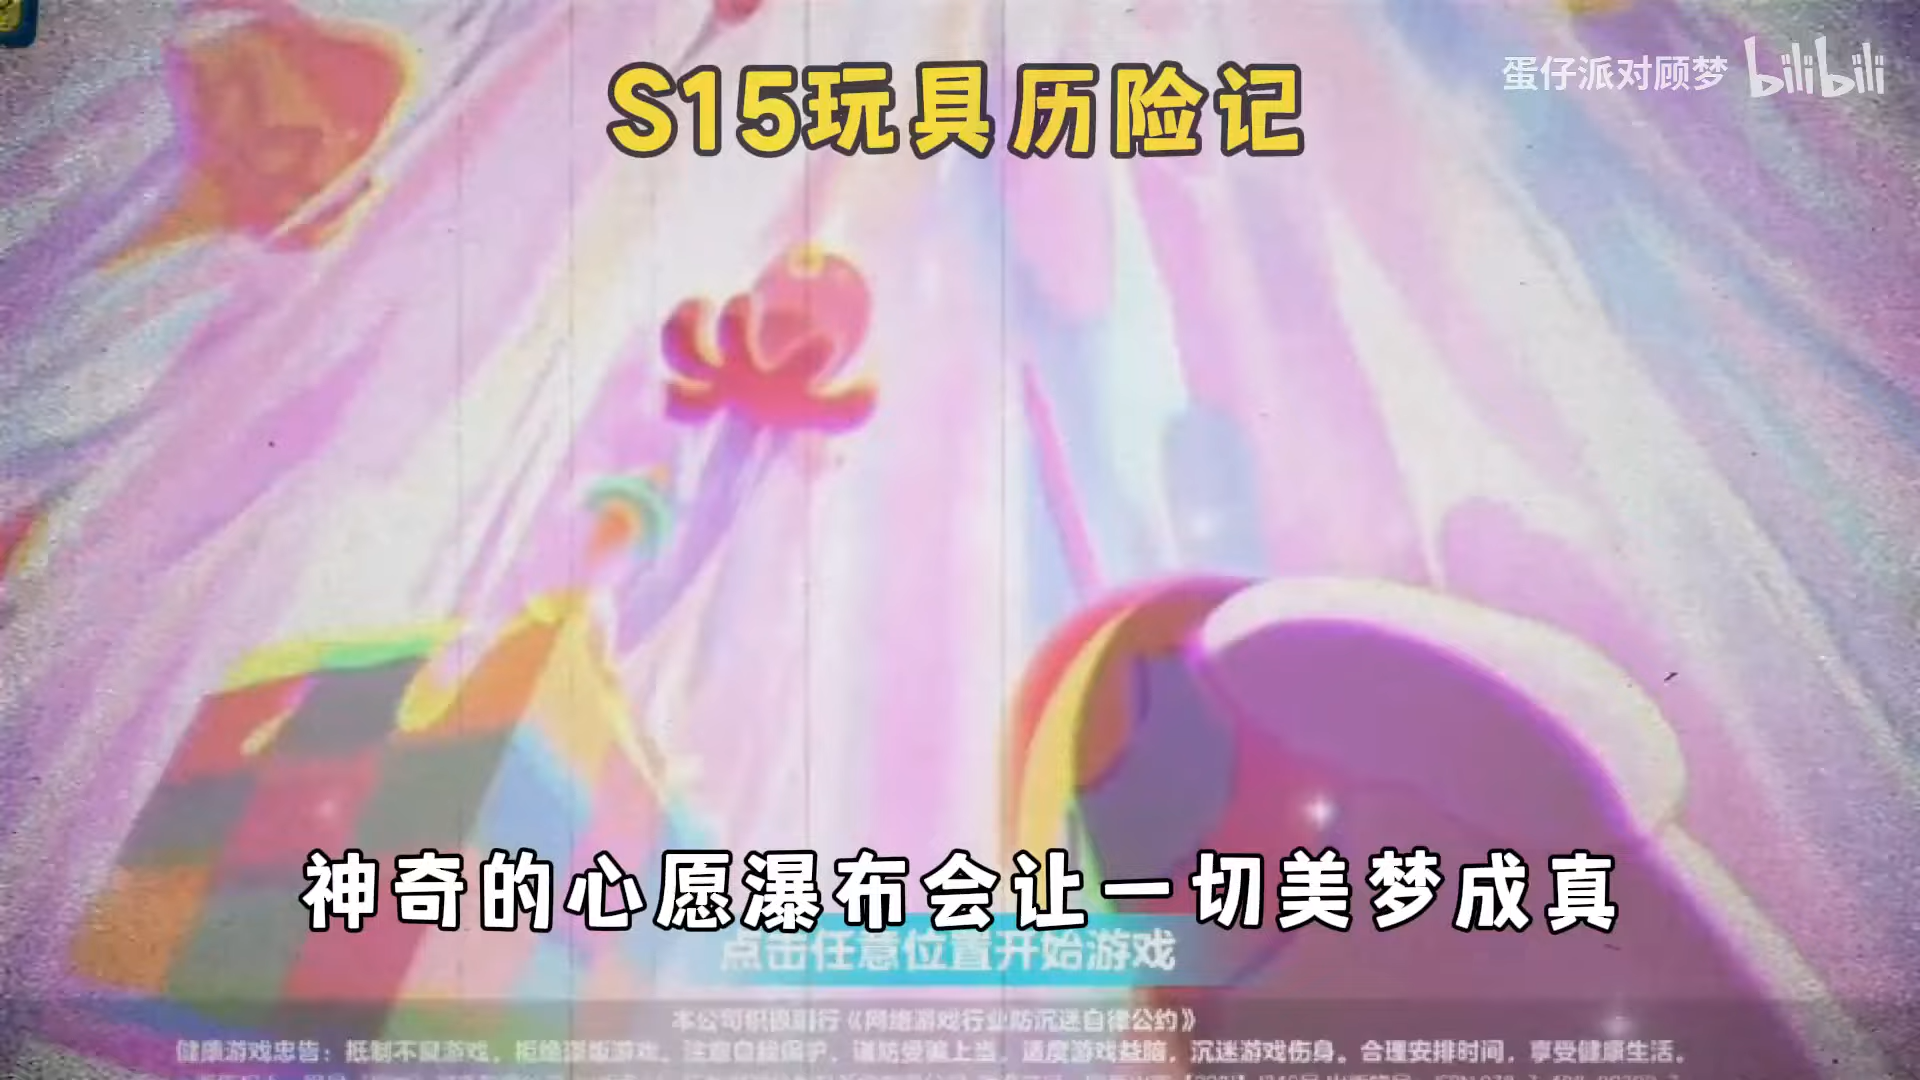 蛋仔派对顾梦 bilibili
S15玩具历险记
神奇的心愿瀑布会让一切美梦成真
点击任意位置开始游戏
本公司积极履行《网络游戏行业防沉迷自律公约》
健康游戏忠告：抵制不良游戏，拒绝盗版游戏。注意自我保护，谨防受骗上当。适度游戏益脑，沉迷游戏伤身。合理安排时间，享受健康生活。